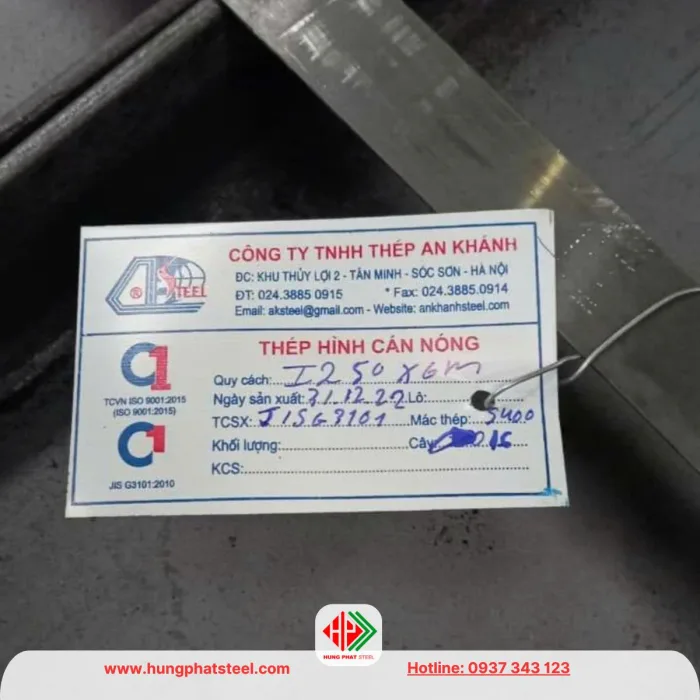 CÔNG TY TNHH THÉP AN KHÁNH
ĐC: KHU THỦY LỢI 2 - TÂN MINH - SÓC SƠN - HÀ NỘI
ĐT: 024.3885 0915 * Fax: 024.3885.0914
Email: aksteel@gmail.com - Website: ankhanhsteel.com
® STEEL
THÉP HÌNH CÁN NÓNG
Quy cách: I250 x 6m
Ngày sản xuất: 31.12.22 Lô:
TCSX: JISG3101 Mác thép: S400
Khối lượng: Cây
KCS:
TCVN ISO 9001:2015
(ISO 9001:2015)
JIS G3101:2010
www.hungphatsteel.com
HUNG PHAT STEEL
Hotline: 0937 343 123